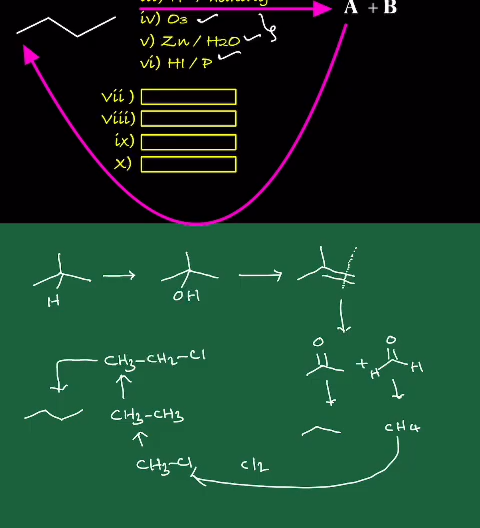 A + B
iv) O3
v) Zn / H2O
vi) HI / P
vii)
viii)
ix)
x)
H
OH
O
O
+
H
H
CH3-CH2-Cl
CH3-CH3
CH4
CH3-Cl
Cl2